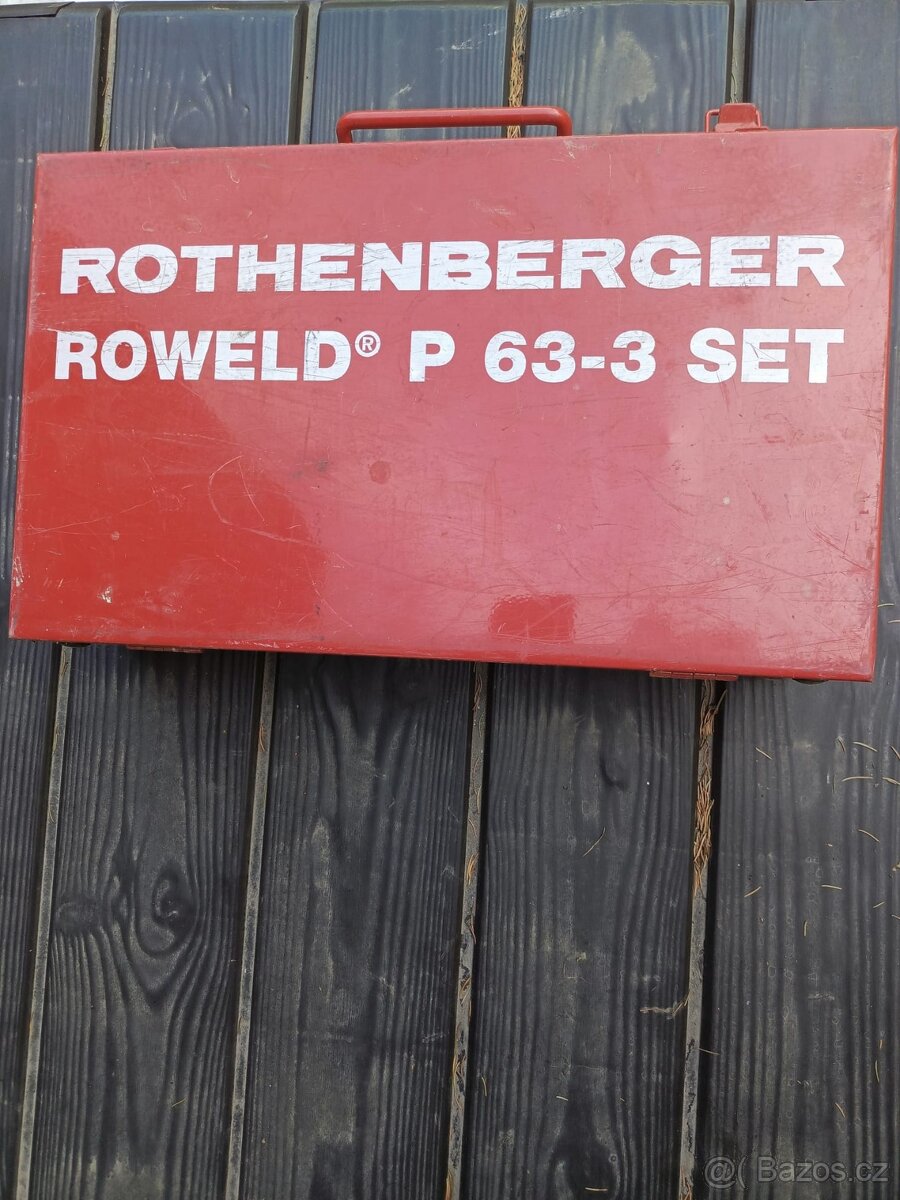 ROTHENBERGER
ROWELD® P 63-3 SET
@( Bazos.cz